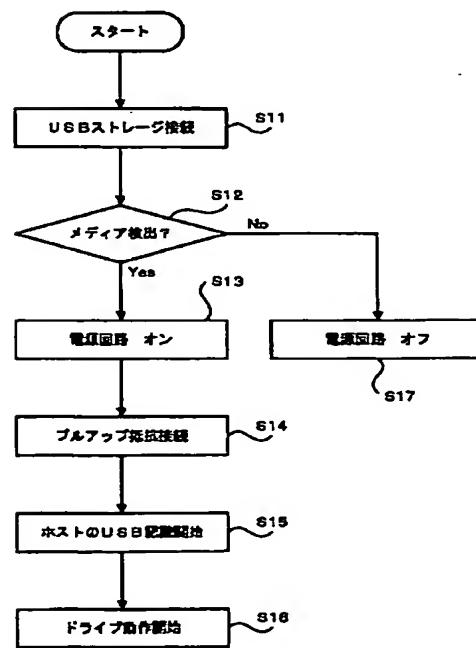 スタート
USBストレージ接続
S11
メディア検出？
S12
No
Yes
電源回路 オン
S13
電源回路 オフ
S17
プルアップ抵抗接続
S14
ホストのUSB認識開始
S15
ドライブ動作開始
S16